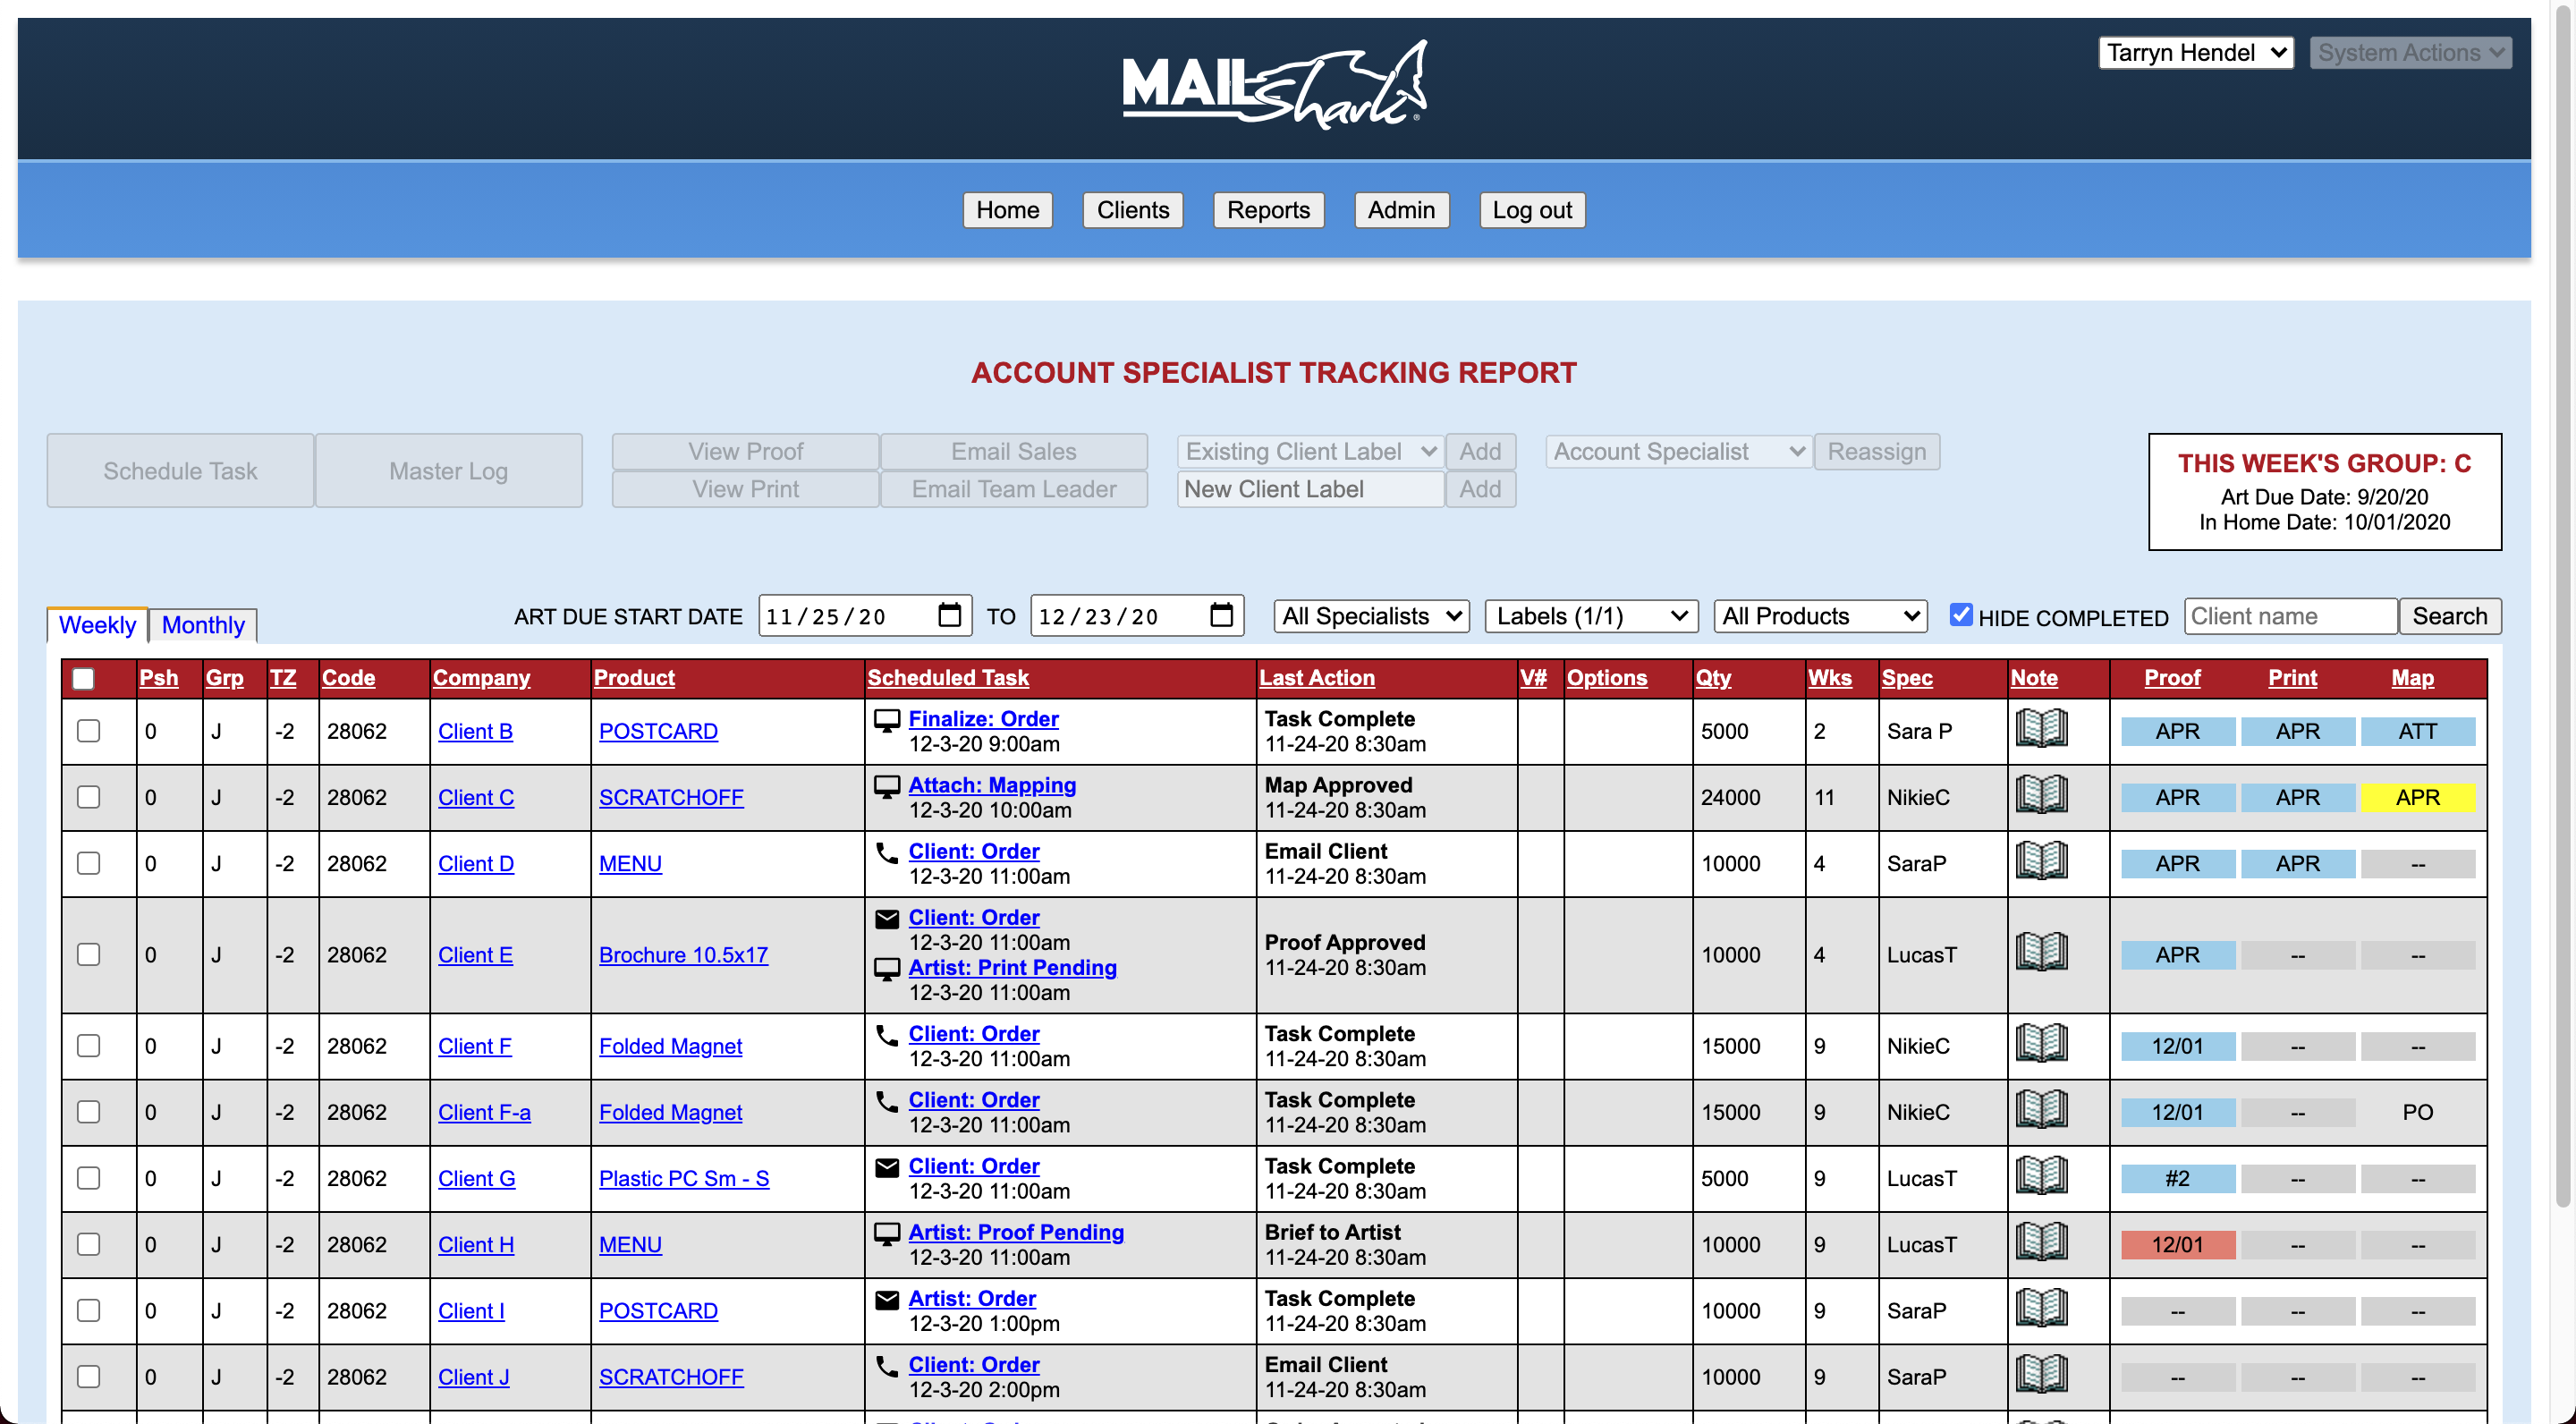 MAIL Shark®
Tarryn Hendel System Actions
Home Clients Reports Admin Log out
ACCOUNT SPECIALIST TRACKING REPORT
Schedule Task Master Log View Proof Email Sales Existing Client Label Add Account Specialist Reassign
View Print Email Team Leader New Client Label Add
THIS WEEK'S GROUP: C
Art Due Date: 9/20/20
In Home Date: 10/01/2020
Weekly Monthly ART DUE START DATE 11/25/20 TO 12/23/20 All Specialists Labels (1/1) All Products HIDE COMPLETED Client name Search
Psh Grp TZ Code Company Product Scheduled Task Last Action V# Options Qty Wks Spec Note Proof Print Map
0 J -2 28062 Client B POSTCARD Finalize: Order 12-3-20 9:00am Task Complete 11-24-20 8:30am 5000 2 Sara P APR APR ATT
0 J -2 28062 Client C SCRATCHOFF Attach: Mapping 12-3-20 10:00am Map Approved 11-24-20 8:30am 24000 11 NikieC APR APR APR
0 J -2 28062 Client D MENU Client: Order 12-3-20 11:00am Email Client 11-24-20 8:30am 10000 4 SaraP APR APR --
0 J -2 28062 Client E Brochure 10.5x17 Client: Order 12-3-20 11:00am Artist: Print Pending 12-3-20 11:00am Proof Approved 11-24-20 8:30am 10000 4 LucasT APR -- --
0 J -2 28062 Client F Folded Magnet Client: Order 12-3-20 11:00am Task Complete 11-24-20 8:30am 15000 9 NikieC 12/01 -- --
0 J -2 28062 Client F-a Folded Magnet Client: Order 12-3-20 11:00am Task Complete 11-24-20 8:30am 15000 9 NikieC 12/01 -- PO
0 J -2 28062 Client G Plastic PC Sm - S Client: Order 12-3-20 11:00am Task Complete 11-24-20 8:30am 5000 9 LucasT #2 -- --
0 J -2 28062 Client H MENU Artist: Proof Pending 12-3-20 11:00am Brief to Artist 11-24-20 8:30am 10000 9 LucasT 12/01 -- --
0 J -2 28062 Client I POSTCARD Artist: Order 12-3-20 1:00pm Task Complete 11-24-20 8:30am 10000 9 SaraP -- -- --
0 J -2 28062 Client J SCRATCHOFF Client: Order 12-3-20 2:00pm Email Client 11-24-20 8:30am 10000 9 SaraP -- -- --